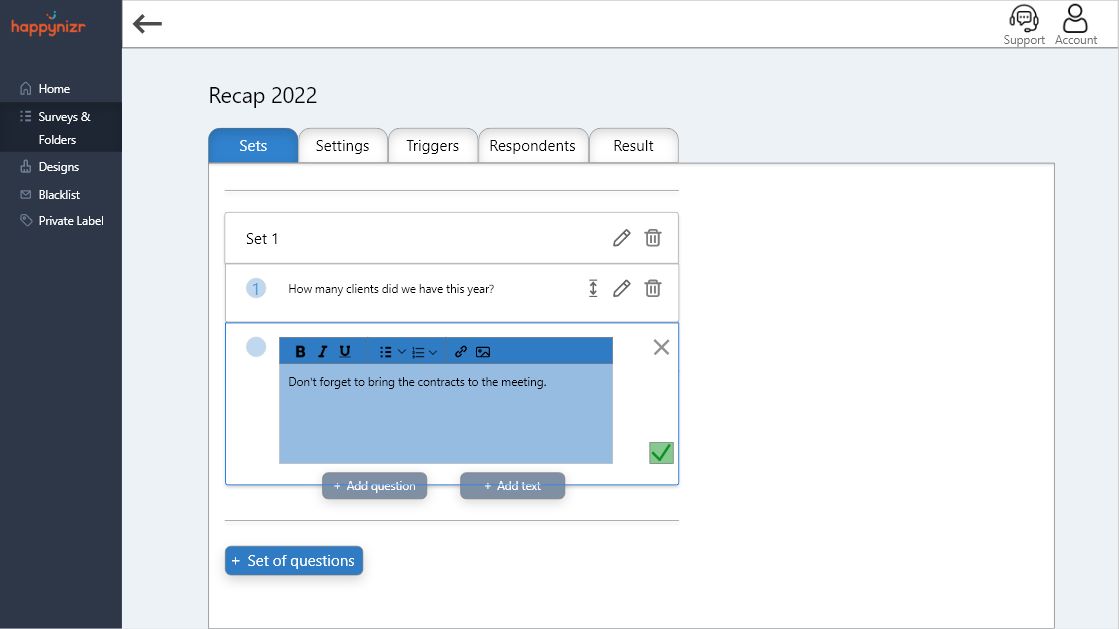 happynizr
Support
Account
Home
Surveys &
Folders
Designs
Blacklist
Private Label
Recap 2022
Sets
Settings
Triggers
Respondents
Result
Set 1
1
How many clients did we have this year?
B I U
Don't forget to bring the contracts to the meeting.
+ Add question
+ Add text
+ Set of questions